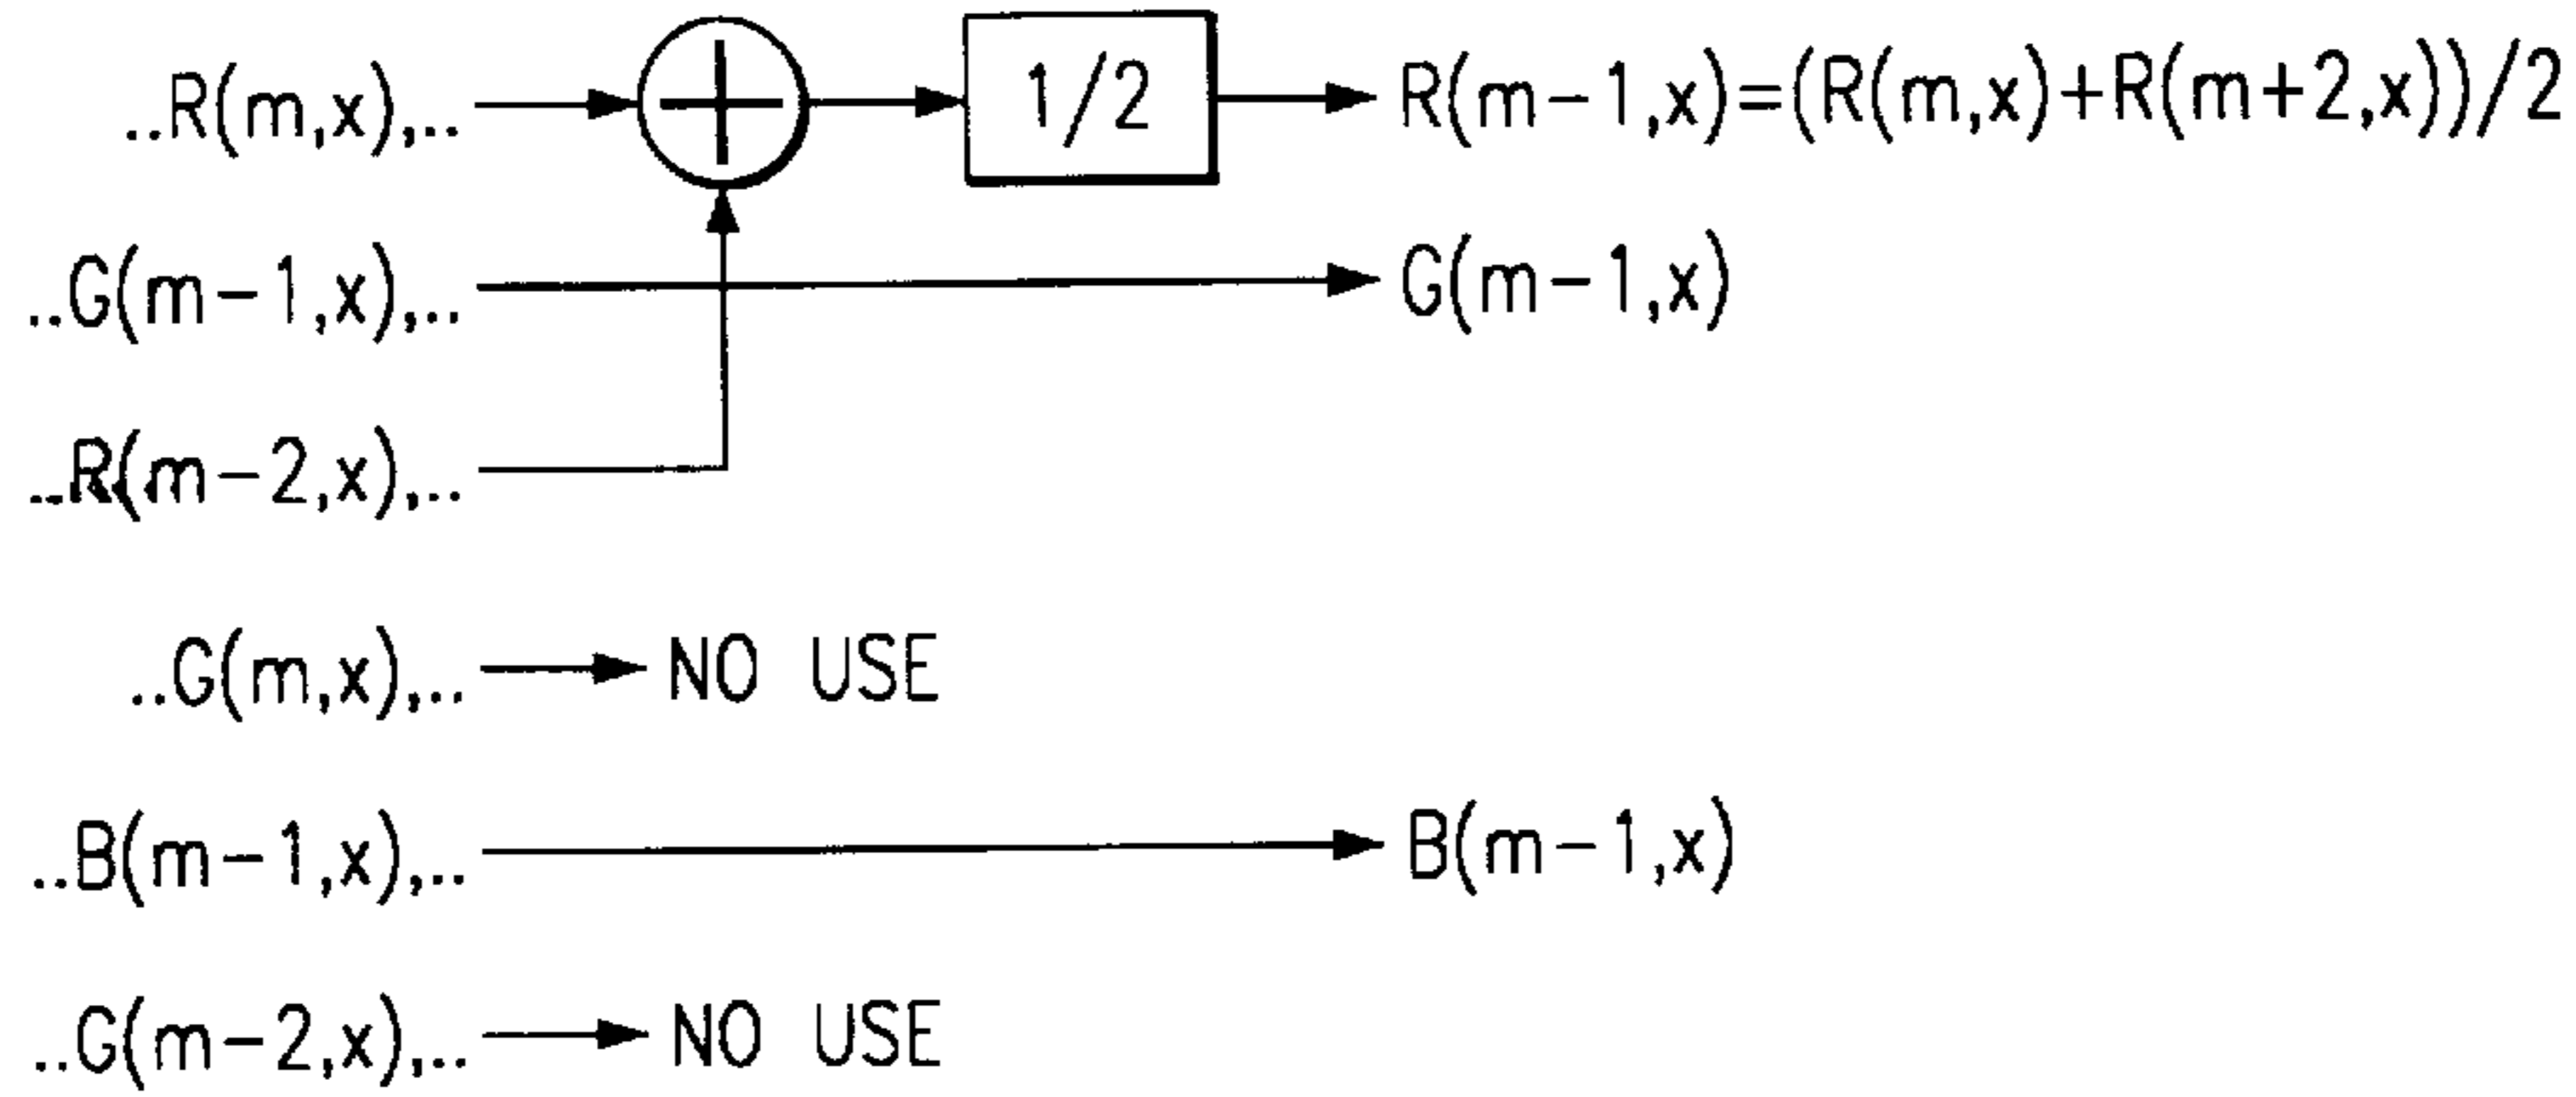 ..R(m,x),.. 1/2 R(m-1,x)=(R(m,x)+R(m+2,x))/2
..G(m-1,x),.. G(m-1,x)
..R(m-2,x),..
..G(m,x),.. NO USE
..B(m-1,x),.. B(m-1,x)
..G(m-2,x),.. NO USE